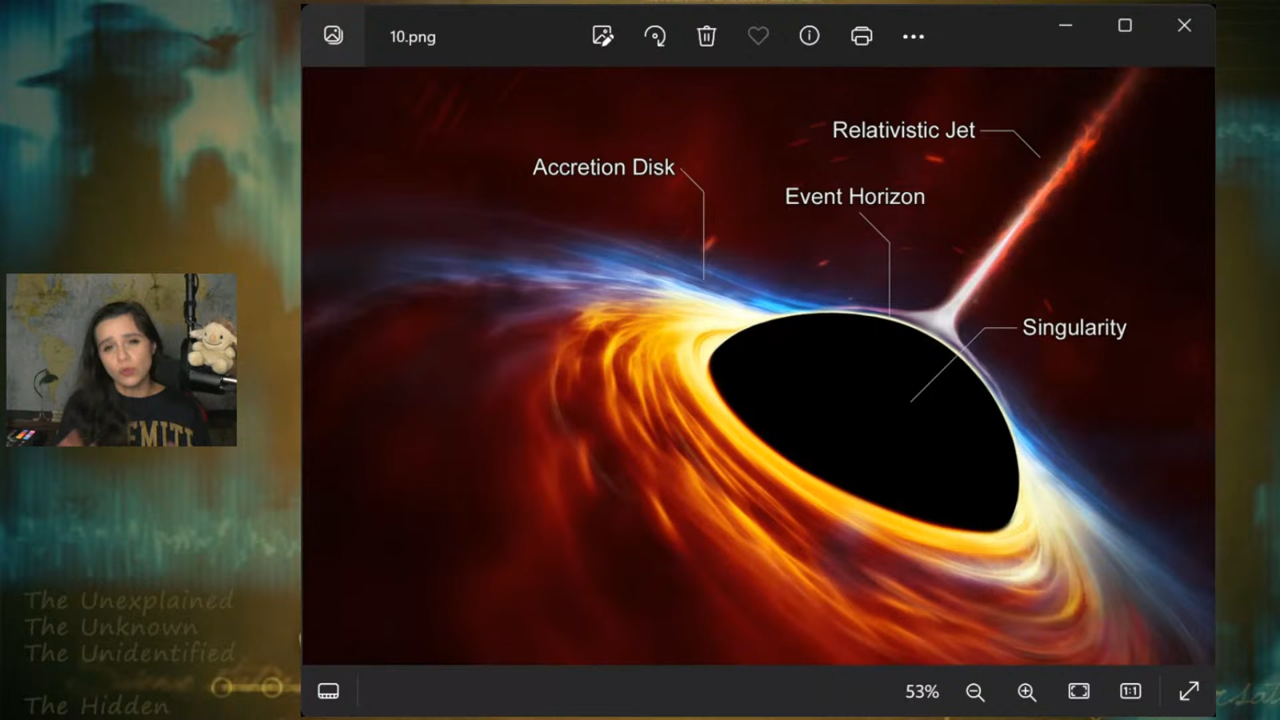 10.png
Relativistic Jet
Accretion Disk
Event Horizon
Singularity
The Unexplained
The Unknown
The Unidentified
The Hidden
53%
1:1